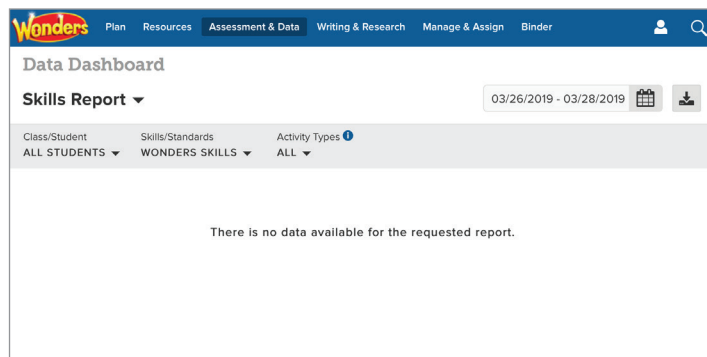 Wonders Plan Resources Assessment & Data Writing & Research Manage & Assign Binder
Data Dashboard
Skills Report 03/26/2019 - 03/28/2019
Class/Student Skills/Standards Activity Types i
ALL STUDENTS WONDERS SKILLS ALL
There is no data available for the requested report.